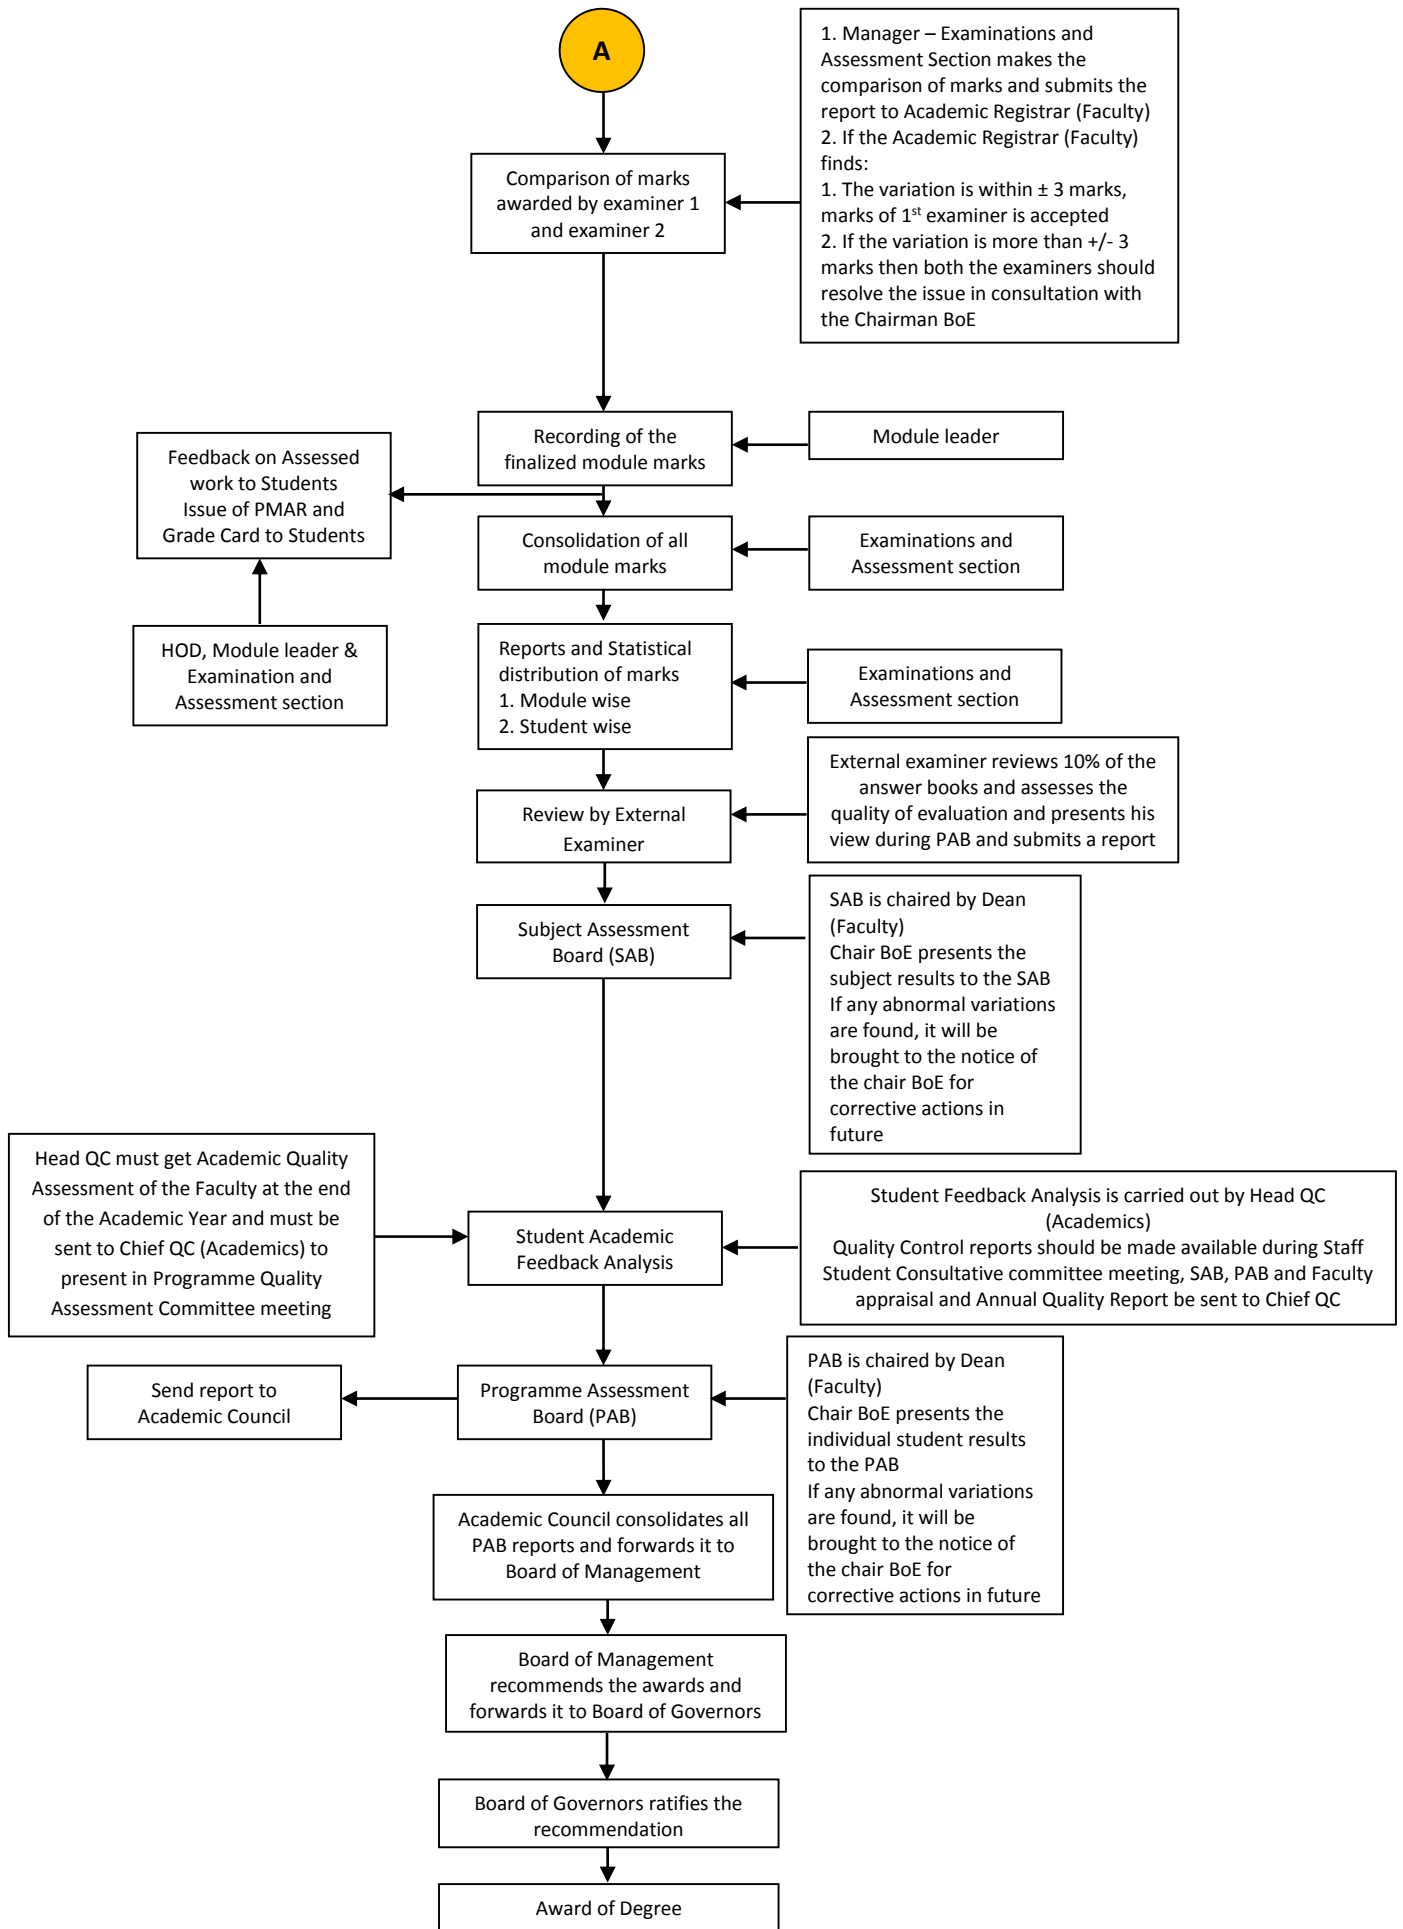 A
1. Manager – Examinations and
Assessment Section makes the
comparison of marks and submits the
report to Academic Registrar (Faculty)
2. If the Academic Registrar (Faculty)
finds:
1. The variation is within ± 3 marks,
marks of 1st examiner is accepted
2. If the variation is more than +/- 3
marks then both the examiners should
resolve the issue in consultation with
the Chairman BoE
Comparison of marks
awarded by examiner 1
and examiner 2
Recording of the
finalized module marks
Module leader
Feedback on Assessed
work to Students
Issue of PMAR and
Grade Card to Students
Consolidation of all
module marks
Examinations and
Assessment section
HOD, Module leader &
Examination and
Assessment section
Reports and Statistical
distribution of marks
1. Module wise
2. Student wise
Examinations and
Assessment section
External examiner reviews 10% of the
answer books and assesses the
quality of evaluation and presents his
view during PAB and submits a report
Review by External
Examiner
SAB is chaired by Dean
(Faculty)
Chair BoE presents the
subject results to the SAB
If any abnormal variations
are found, it will be
brought to the notice of
the chair BoE for
corrective actions in
future
Subject Assessment
Board (SAB)
Head QC must get Academic Quality
Assessment of the Faculty at the end
of the Academic Year and must be
sent to Chief QC (Academics) to
present in Programme Quality
Assessment Committee meeting
Student Academic
Feedback Analysis
Student Feedback Analysis is carried out by Head QC
(Academics)
Quality Control reports should be made available during Staff
Student Consultative committee meeting, SAB, PAB and Faculty
appraisal and Annual Quality Report be sent to Chief QC
Send report to
Academic Council
Programme Assessment
Board (PAB)
PAB is chaired by Dean
(Faculty)
Chair BoE presents the
individual student results
to the PAB
If any abnormal variations
are found, it will be
brought to the notice of
the chair BoE for
corrective actions in future
Academic Council consolidates all
PAB reports and forwards it to
Board of Management
Board of Management
recommends the awards and
forwards it to Board of Governors
Board of Governors ratifies the
recommendation
Award of Degree